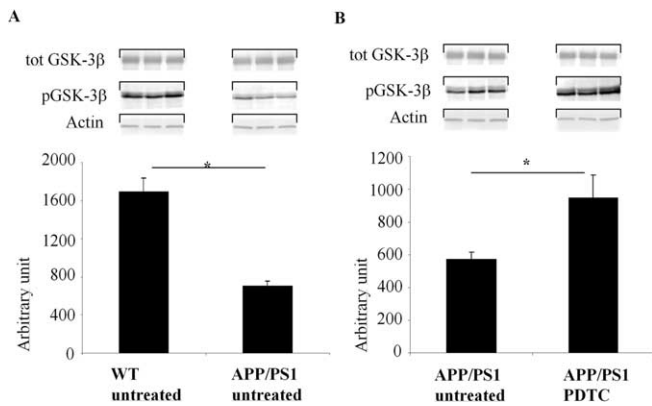 A
tot GSK-3β
pGSK-3β
Actin
2000
1600
1200
800
400
0
Arbitrary unit
*
WT
untreated
APP/PS1
untreated
B
tot GSK-3β
pGSK-3β
Actin
1200
1000
800
600
400
200
0
Arbitrary unit
*
APP/PS1
untreated
APP/PS1
PDTC